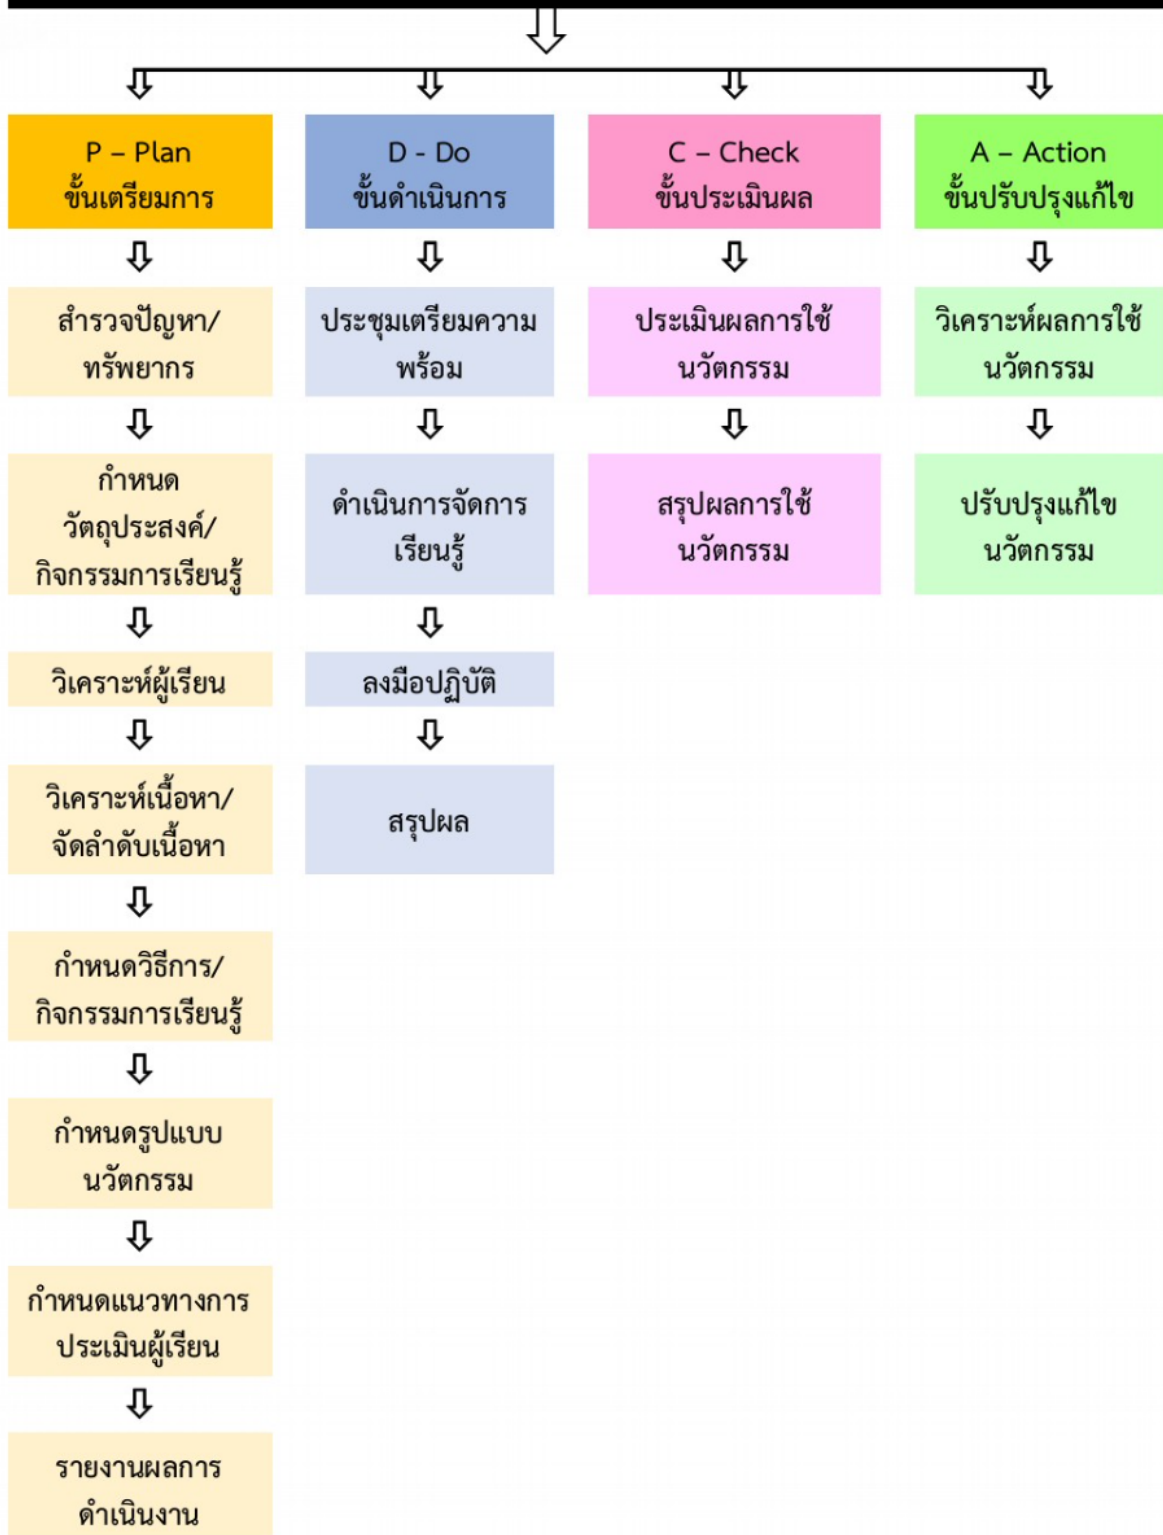 P – Plan
ขั้นเตรียมการ
สำรวจปัญหา/
ทรัพยากร
กำหนด
วัตถุประสงค์/
กิจกรรมการเรียนรู้
วิเคราะห์ผู้เรียน
วิเคราะห์เนื้อหา/
จัดลำดับเนื้อหา
กำหนดวิธีการ/
กิจกรรมการเรียนรู้
กำหนดรูปแบบ
นวัตกรรม
กำหนดแนวทางการ
ประเมินผู้เรียน
รายงานผลการ
ดำเนินงาน
D - Do
ขั้นดำเนินการ
ประชุมเตรียมความ
พร้อม
ดำเนินการจัดการ
เรียนรู้
ลงมือปฏิบัติ
สรุปผล
C – Check
ขั้นประเมินผล
ประเมินผลการใช้
นวัตกรรม
สรุปผลการใช้
นวัตกรรม
A – Action
ขั้นปรับปรุงแก้ไข
วิเคราะห์ผลการใช้
นวัตกรรม
ปรับปรุงแก้ไข
นวัตกรรม